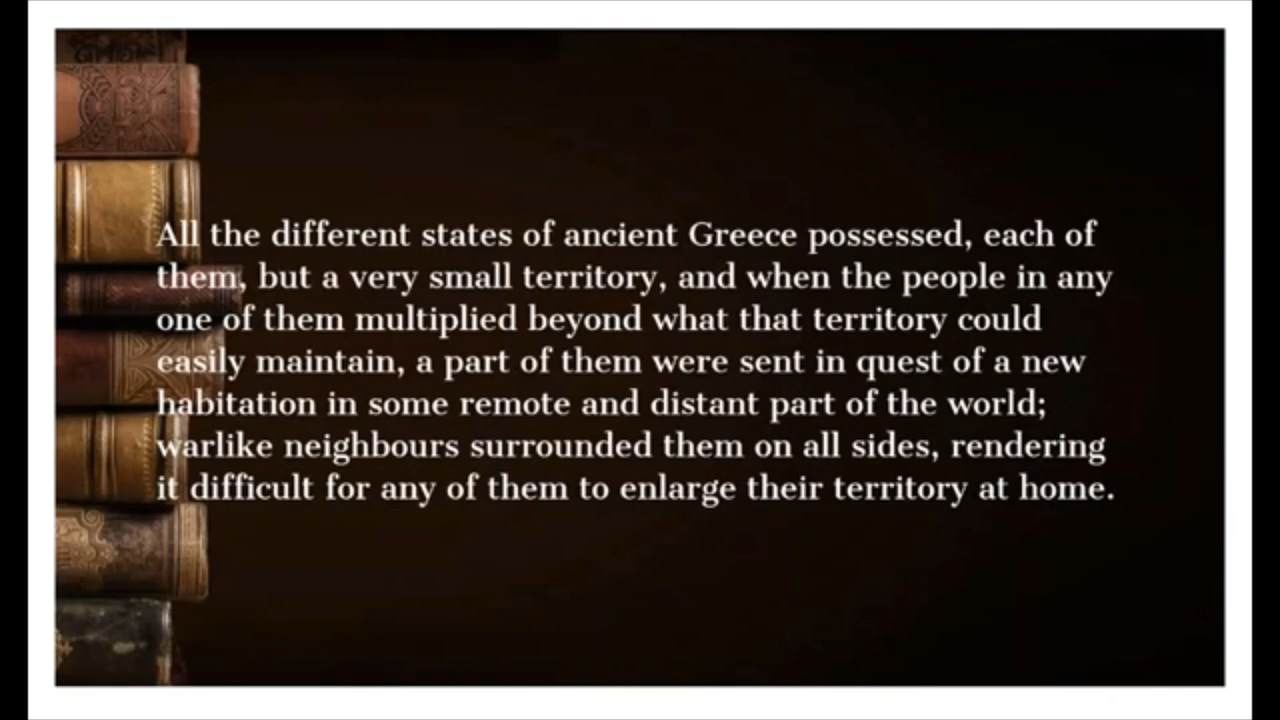 All the different states of ancient Greece possessed, each of
them, but a very small territory, and when the people in any
one of them multiplied beyond what that territory could
easily maintain, a part of them were sent in quest of a new
habitation in some remote and distant part of the world;
warlike neighbours surrounded them on all sides, rendering
it difficult for any of them to enlarge their territory at home.